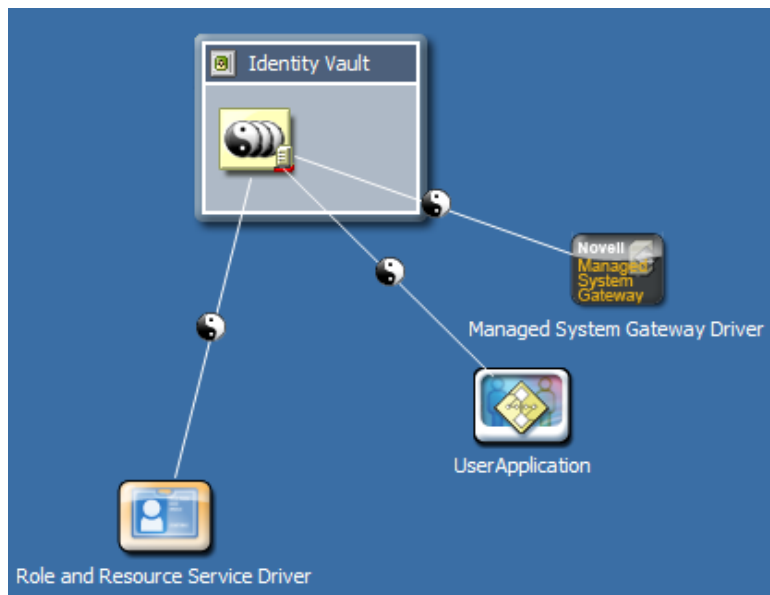 Identity Vault
Novell
Managed
System
Gateway
Managed System Gateway Driver
UserApplication
Role and Resource Service Driver